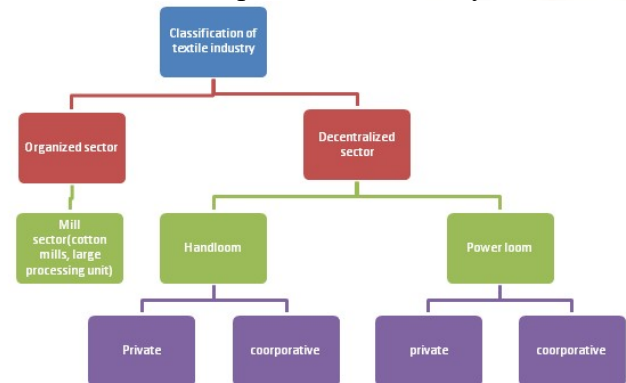 Classification of
textile industry
Organized sector
Decentralized
sector
Mill
sector(cotton
mills, large
processing unit)
Handloom
Power loom
Private
coorporative
private
coorporative